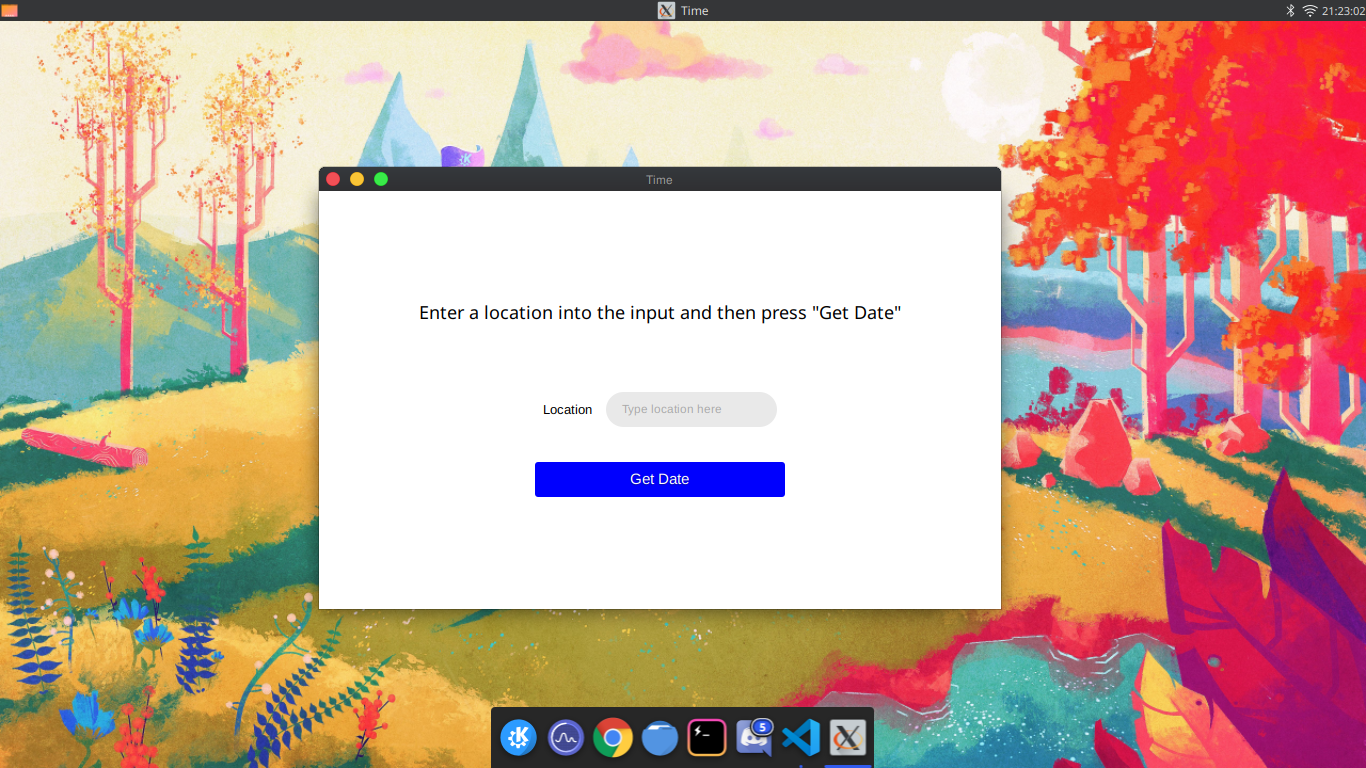 Time
21:23:02
Time
Enter a location into the input and then press "Get Date"
Location
Type location here
Get Date
5